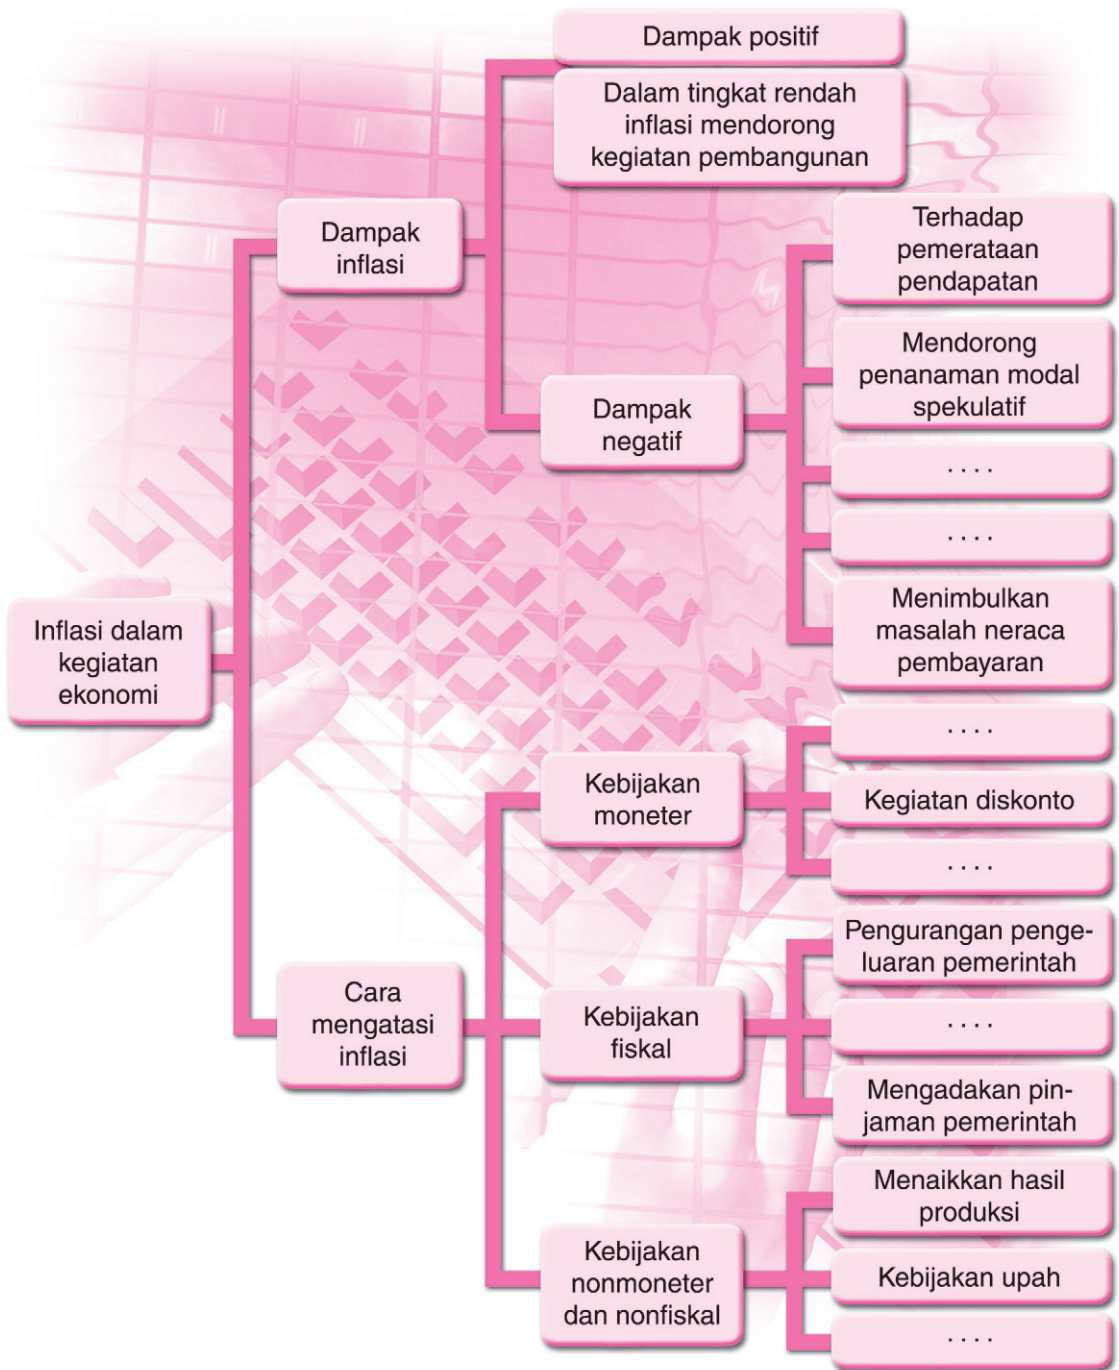 Inflasi dalam
kegiatan
ekonomi
Dampak
inflasi
Dampak positif
Dalam tingkat rendah
inflasi mendorong
kegiatan pembangunan
Dampak
negatif
Terhadap
pemerataan
pendapatan
Mendorong
penanaman modal
spekulatif
. . . .
. . . .
Menimbulkan
masalah neraca
pembayaran
Cara
mengatasi
inflasi
Kebijakan
moneter
. . . .
Kegiatan diskonto
. . . .
Kebijakan
fiskal
Pengurangan penge-
luaran pemerintah
. . . .
Mengadakan pin-
jaman pemerintah
Kebijakan
nonmoneter
dan nonfiskal
Menaikkan hasil
produksi
Kebijakan upah
. . . .